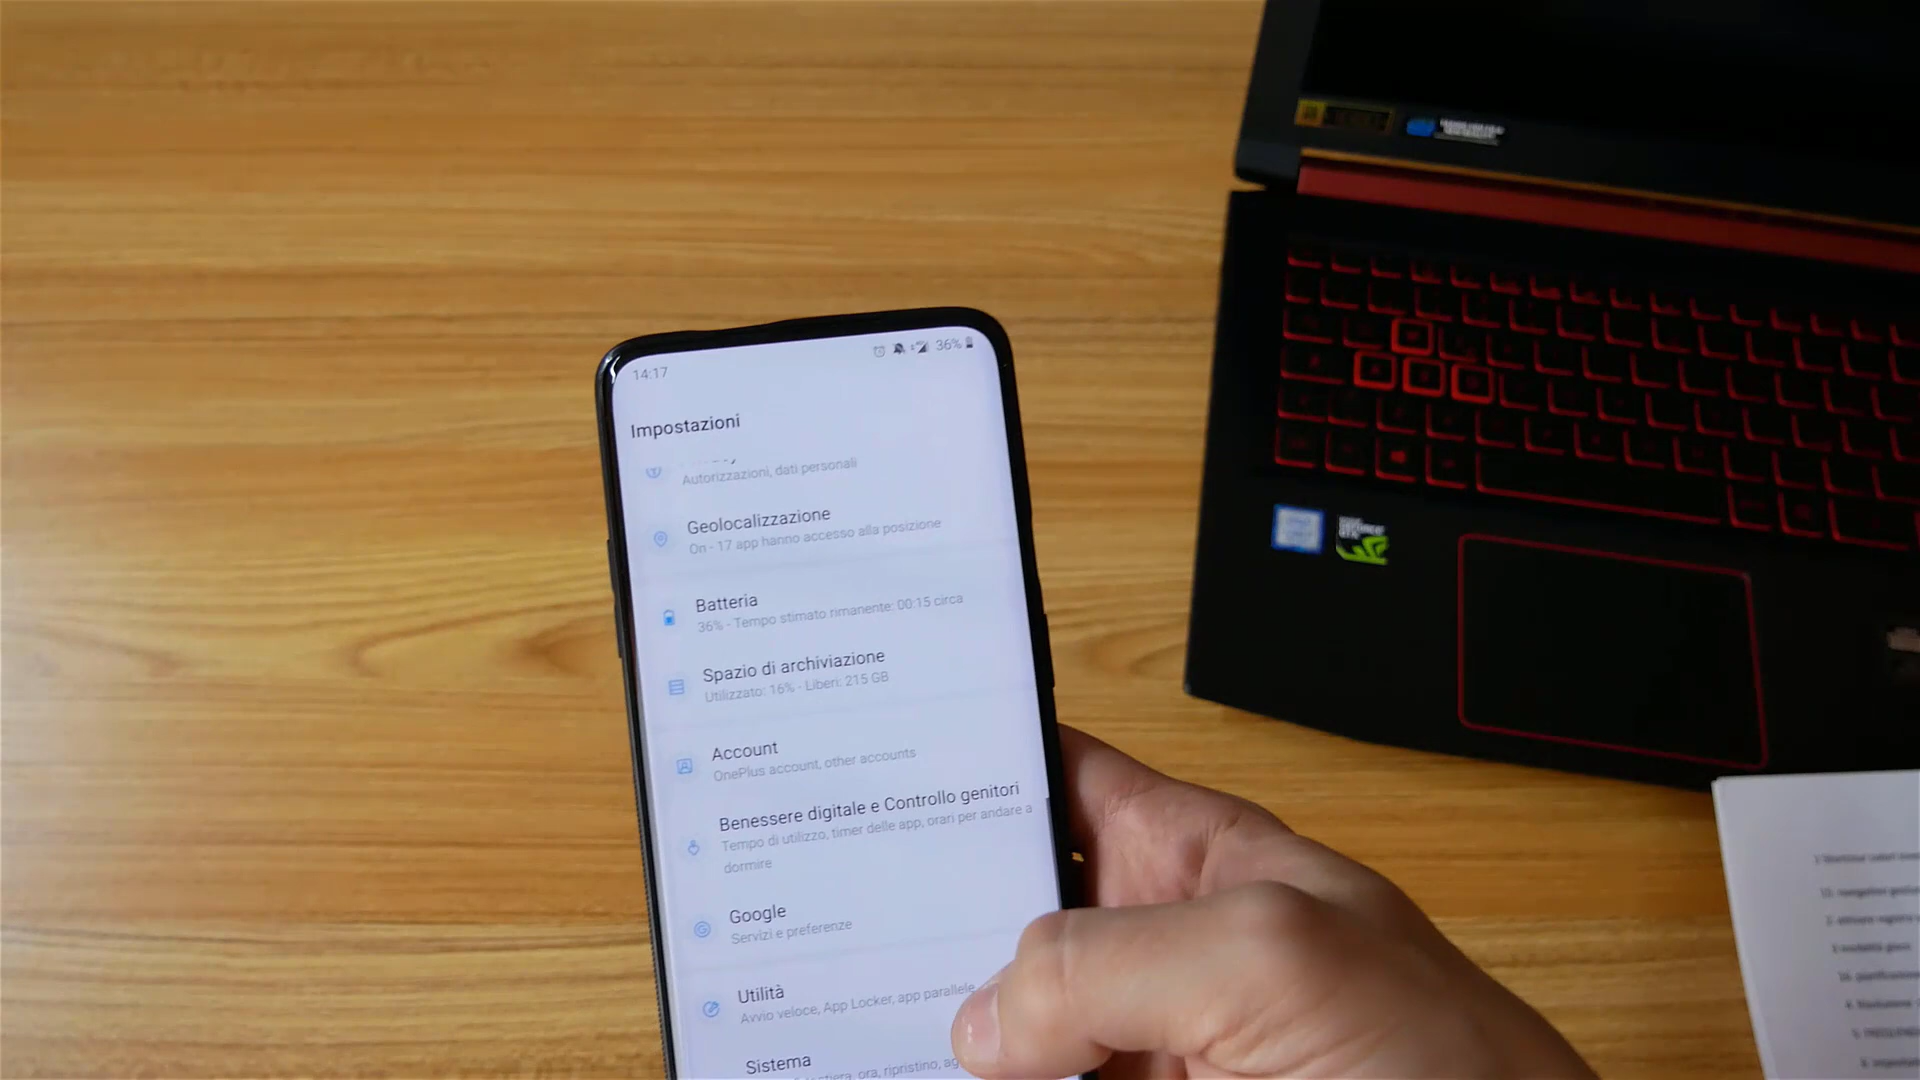 14:17
36%
Impostazioni
Autorizzazioni, dati personali
Geolocalizzazione
On - 17 app hanno accesso alla posizione
Batteria
36% - Tempo stimato rimanente: 00:15 circa
Spazio di archiviazione
Utilizzato: 16% - Liberi: 215 GB
Account
OnePlus account, other accounts
Benessere digitale e Controllo genitori
Tempo di utilizzo, timer delle app, orari per andare a
dormire
Google
Servizi e preferenze
Utilità
Avvio veloce, App Locker, app parallele
Sistema
ora, ripristino,